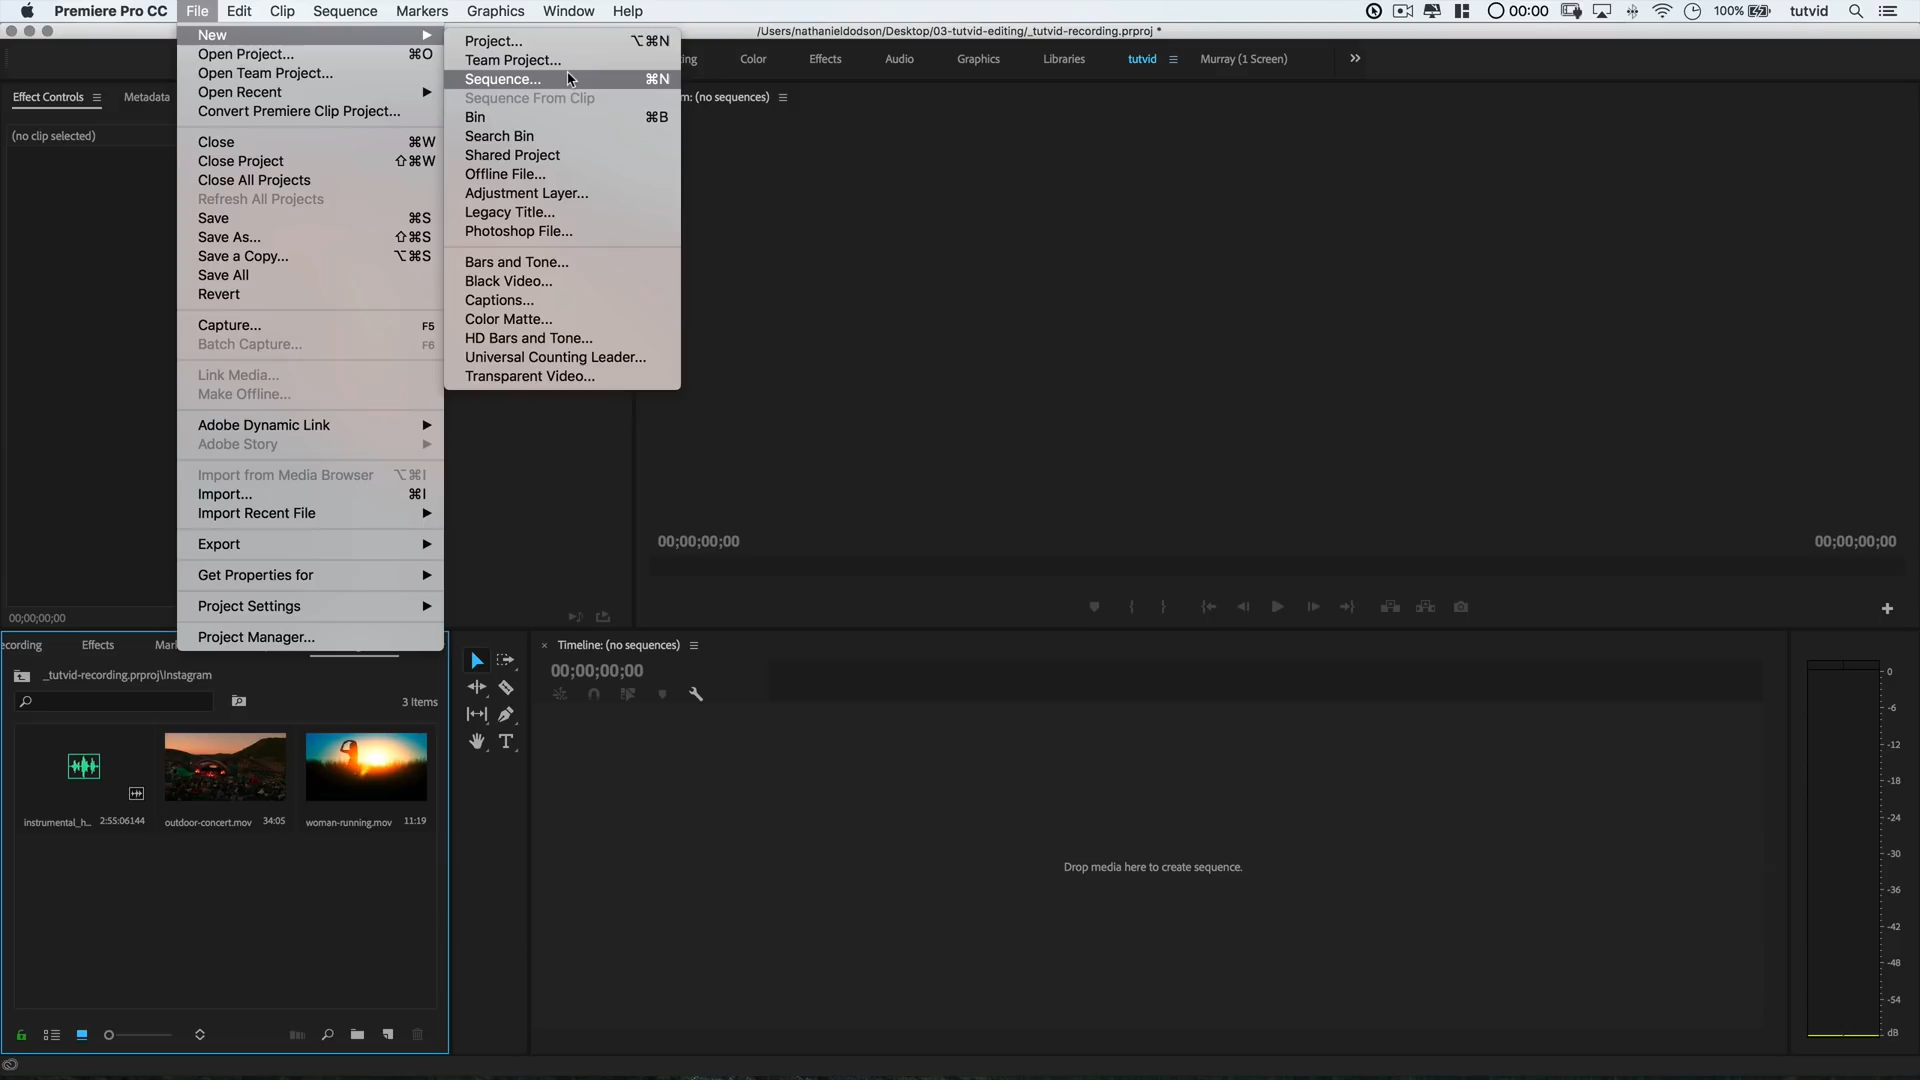 Premiere Pro CC File Edit Clip Sequence Markers Graphics Window Help 00:00 100% tutvid
/Users/nathanieldodson/Desktop/03-tutvid-editing/_tutvid-recording.prproj *
Color Effects Audio Graphics Libraries tutvid Murray (1 Screen)
Effect Controls Metadata
(no clip selected)
m: (no sequences)
New
Open Project... ⌘O
Open Team Project...
Open Recent
Convert Premiere Clip Project...
Close ⌘W
Close Project ⇧⌘W
Close All Projects
Refresh All Projects
Save ⌘S
Save As... ⇧⌘S
Save a Copy... ⌥⌘S
Save All
Revert
Capture... F5
Batch Capture... F6
Link Media...
Make Offline...
Adobe Dynamic Link
Adobe Story
Import from Media Browser ⌥⌘I
Import... ⌘I
Import Recent File
Export
Get Properties for
Project Settings
Project Manager...
Project... ⌥⌘N
Team Project...
Sequence... ⌘N
Sequence From Clip
Bin ⌘B
Search Bin
Shared Project
Offline File...
Adjustment Layer...
Legacy Title...
Photoshop File...
Bars and Tone...
Black Video...
Captions...
Color Matte...
HD Bars and Tone...
Universal Counting Leader...
Transparent Video...
00;00;00;00 00;00;00;00
00;00;00;00
ecording Effects Mar
_tutvid-recording.prproj\Instagram
3 Items
instrumental_h... 2:55:06144 outdoor-concert.mov 34:05 woman-running.mov 11:19
Timeline: (no sequences)
00;00;00;00
Drop media here to create sequence.
0
-6
-12
-18
-24
-30
-36
-42
-48
-54
dB